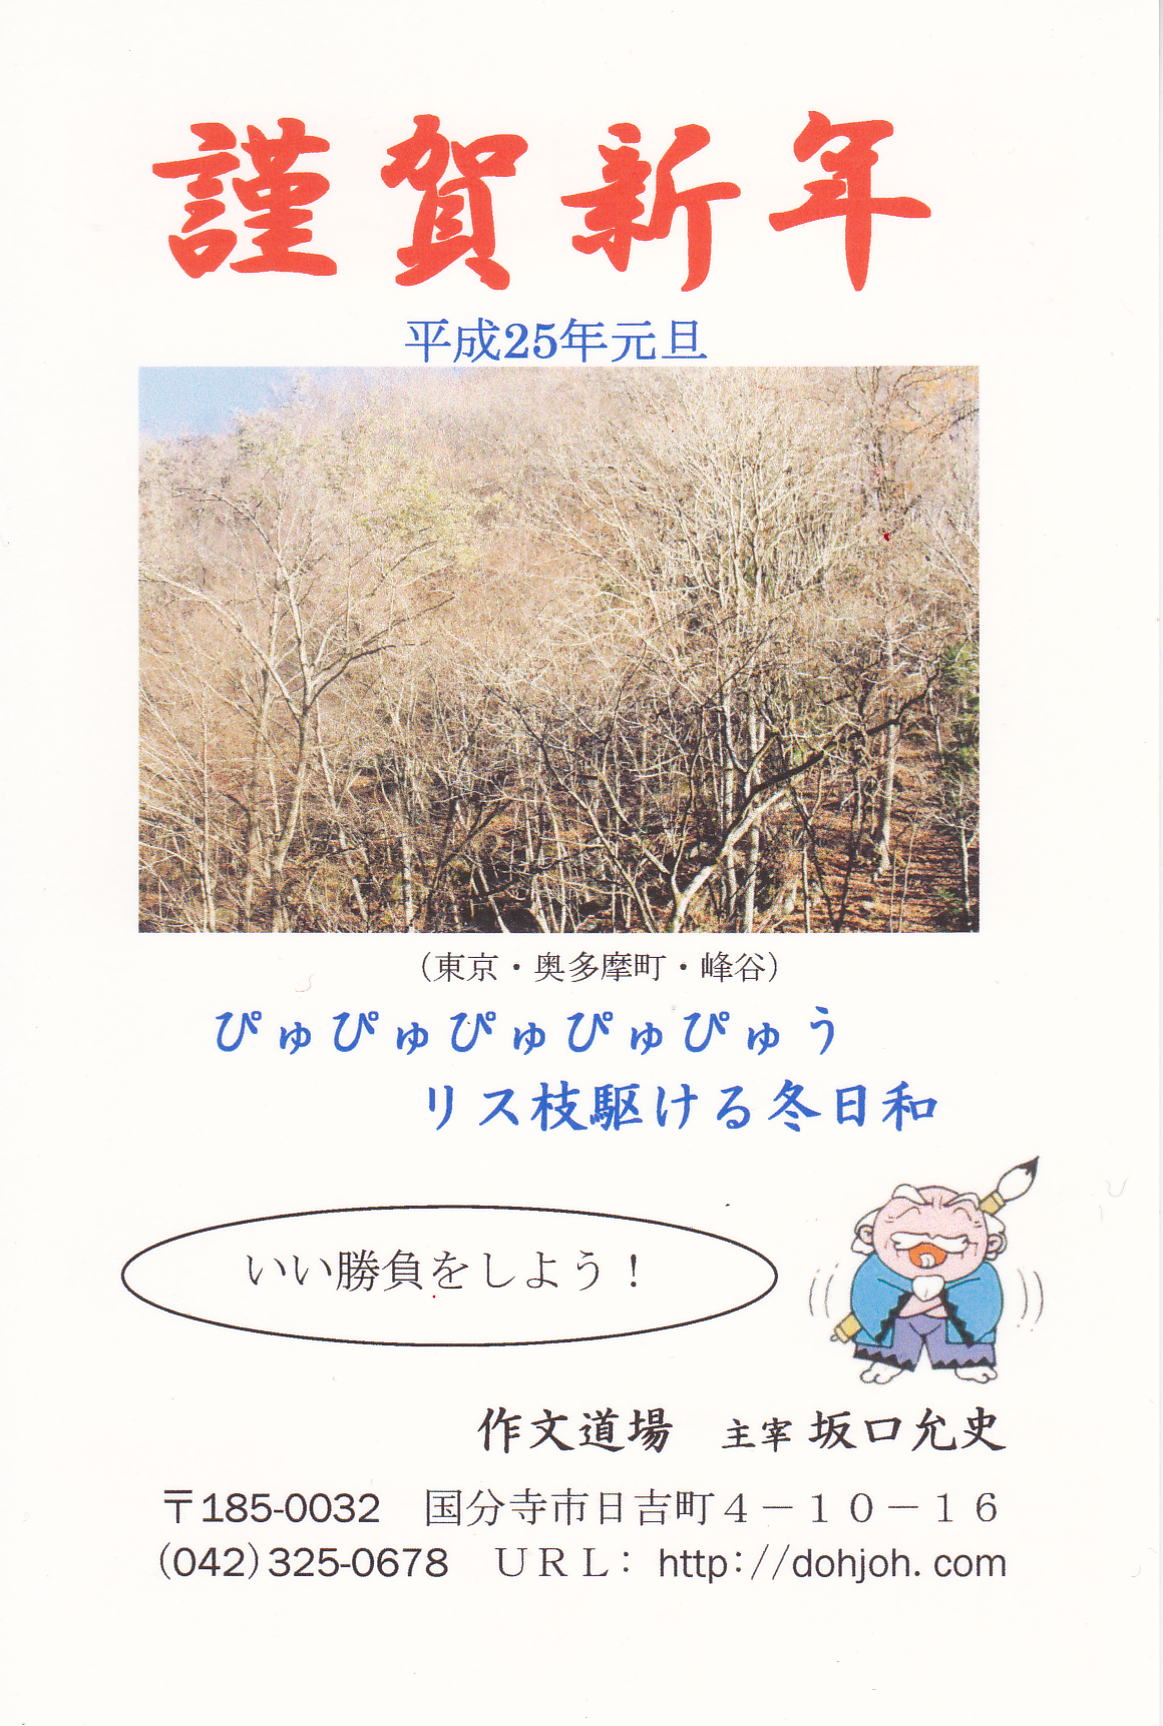 謹賀新年
平成25年元旦
（東京・奥多摩町・峰谷）
ぴゅぴゅぴゅぴゅぴゅう
リス枝駆ける冬日和
いい勝負をしよう！
作文道場　主宰 坂口允史
〒185-0032　国分寺市日吉町４－１０－１６
(042)325-0678　ＵＲＬ： http://dohjoh.com